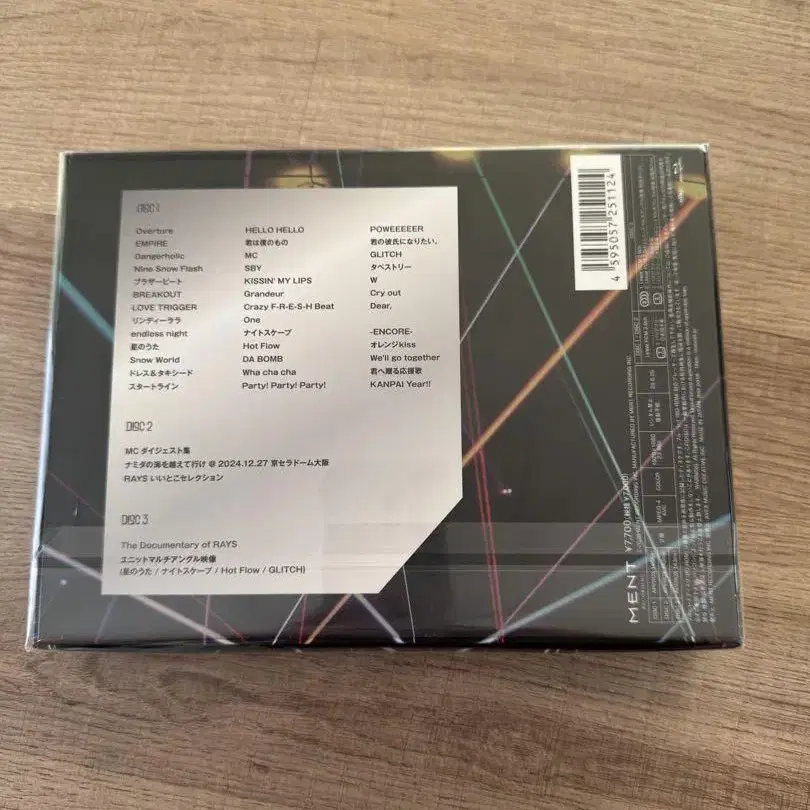 DISC 1
Overture
EMPIRE
Dangerholic
Nine Snow Flash
ブラザービート
BREAKOUT
LOVE TRIGGER
リンディーララ
endless night
星のうた
Snow World
ドレス&タキシード
スタートライン
HELLO HELLO
君は僕のもの
MC
SBY
KISSIN' MY LIPS
Grandeur
Crazy F-R-E-S-H Beat
One
ナイトスケープ
Hot Flow
DA BOMB
Wha cha cha
Party! Party! Party!
POWEEEEER
君の彼氏になりたい。
GLITCH
タペストリー
W
Cry out
Dear,
-ENCORE-
オレンジkiss
We'll go together
君へ贈る応援歌
KANPAI Year!!
DISC 2
MC ダイジェスト集
ナミダの海を越えて行け @ 2024.12.27 京セラドーム大阪
RAYS いいとこセレクション
DISC 3
The Documentary of RAYS
ユニットマルチアングル映像
(星のうた / ナイトスケープ / Hot Flow / GLITCH)
4 595057 251124
MENT ¥7,700